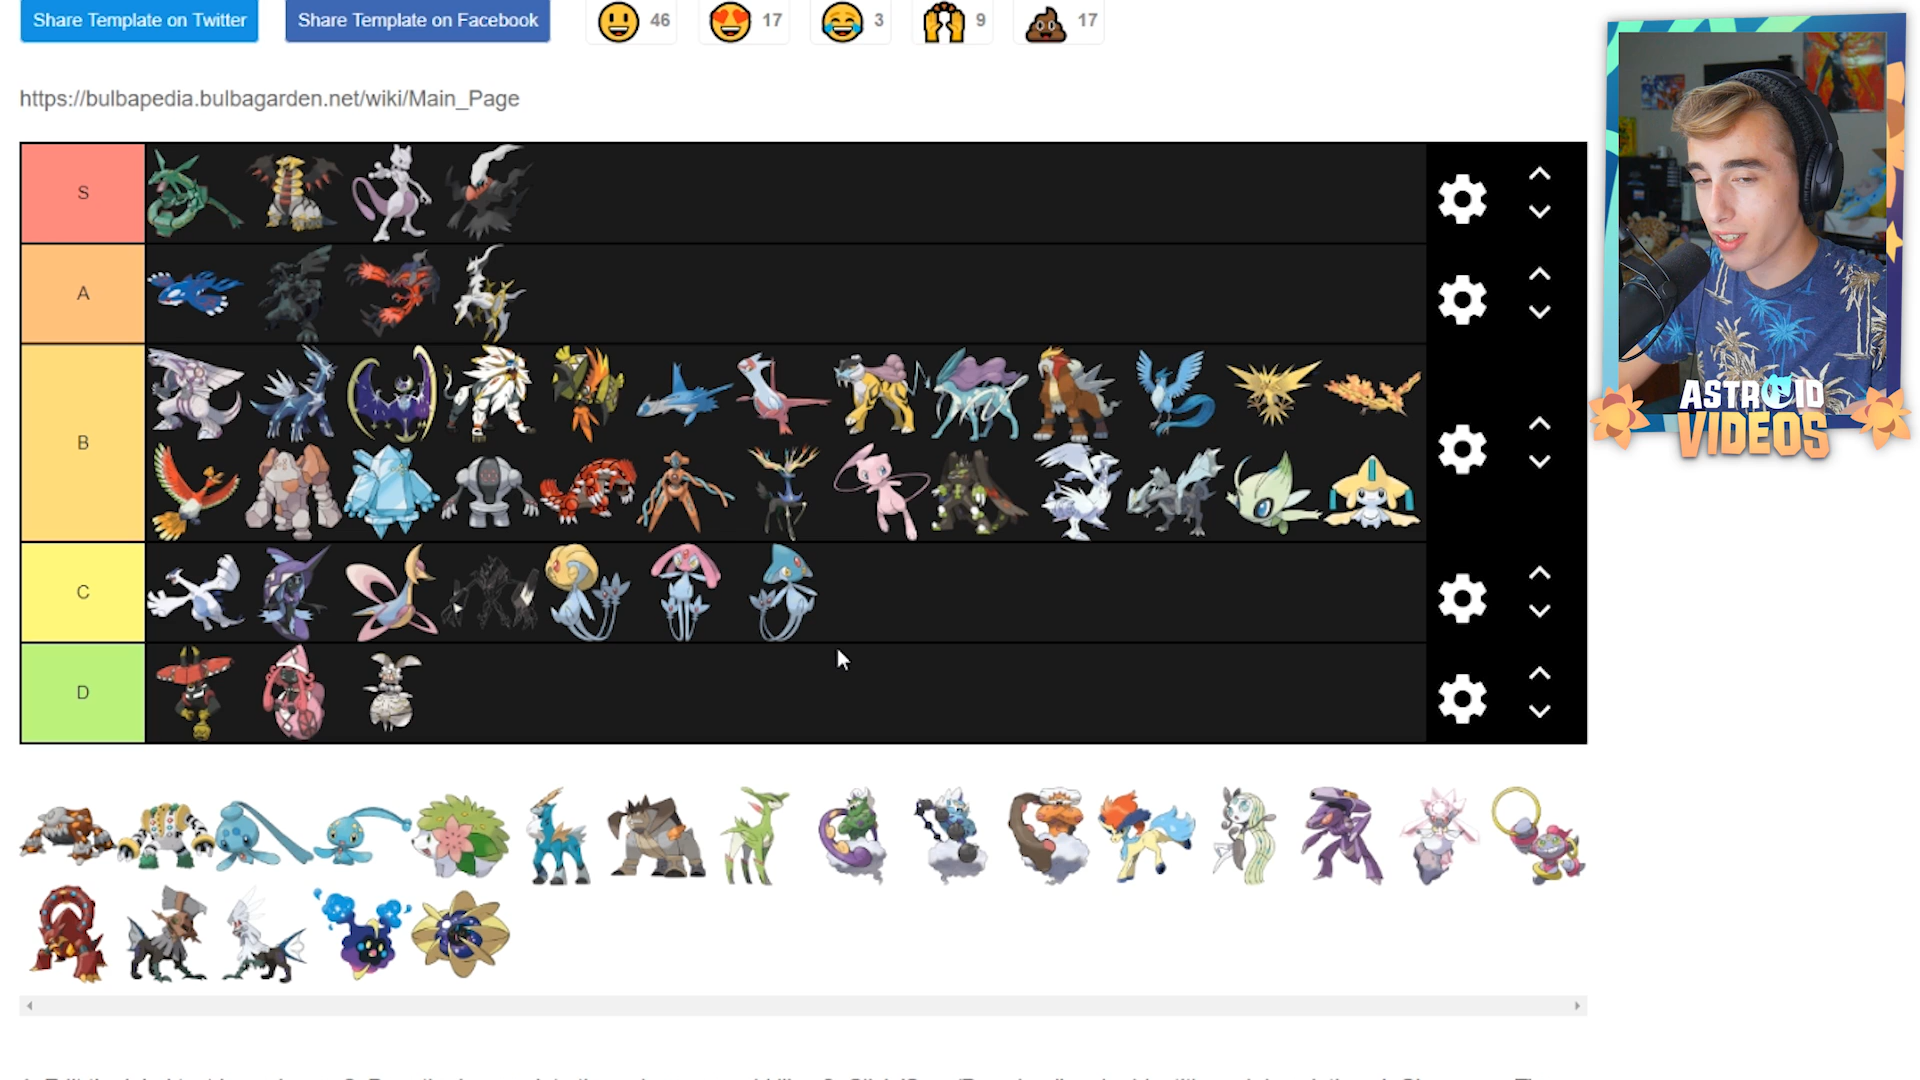 Share Template on Twitter
Share Template on Facebook
46
17
3
9
17
https://bulbapedia.bulbagarden.net/wiki/Main_Page
S
A
B
C
D
ASTROID
VIDEOS